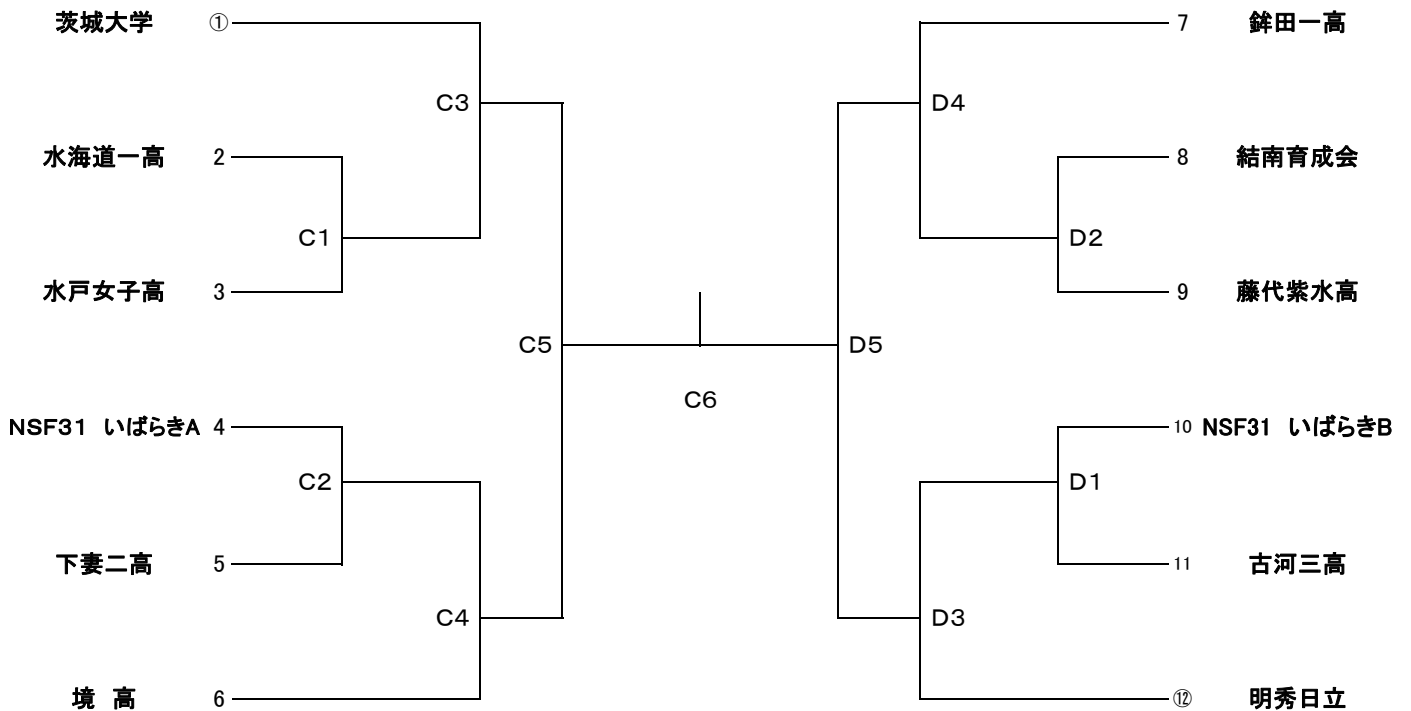 茨城大学 ①
C3
水海道一高 2
C1
水戸女子高 3
C5
NSF31 いばらきA 4
C2
下妻二高 5
C4
境 高 6
C6
7 鉾田一高
D4
8 結南育成会
D2
9 藤代紫水高
D5
10 NSF31 いばらきB
D1
11 古河三高
D3
⑫ 明秀日立